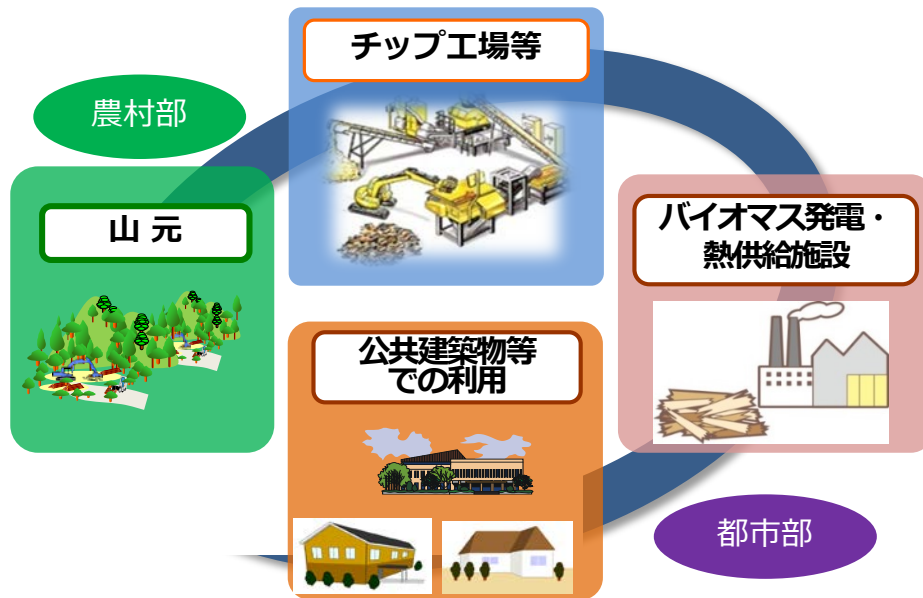 チップ工場等
農村部
山 元
バイオマス発電・
熱供給施設
公共建築物等
での利用
都市部